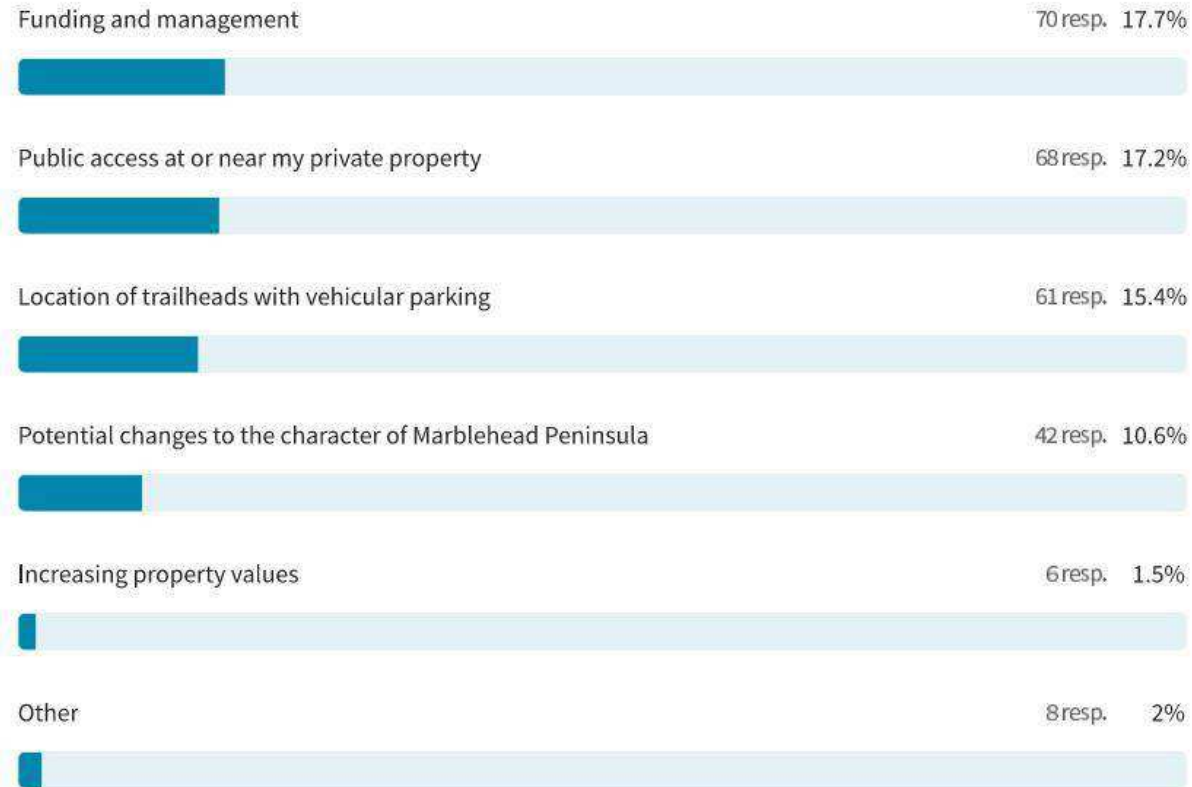 Funding and management 70 resp. 17.7%
Public access at or near my private property 68 resp. 17.2%
Location of trailheads with vehicular parking 61 resp. 15.4%
Potential changes to the character of Marblehead Peninsula 42 resp. 10.6%
Increasing property values 6 resp. 1.5%
Other 8 resp. 2%